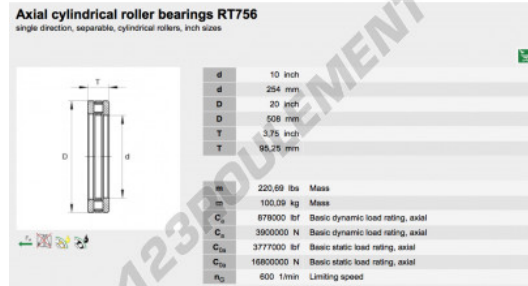 Axial cylindrical roller bearings RT756
single direction, separable, cylindrical rollers, inch sizes
T
D
d
d 10 inch
d 254 mm
D 20 inch
D 508 mm
T 3,75 inch
T 95,25 mm
m 220,69 lbs Mass
m 100,09 kg Mass
Ca 878000 lbf Basic dynamic load rating, axial
Ca 3900000 N Basic dynamic load rating, axial
C0a 3777000 lbf Basic static load rating, axial
C0a 16800000 N Basic static load rating, axial
nG 600 1/min Limiting speed
123ROULEMENT